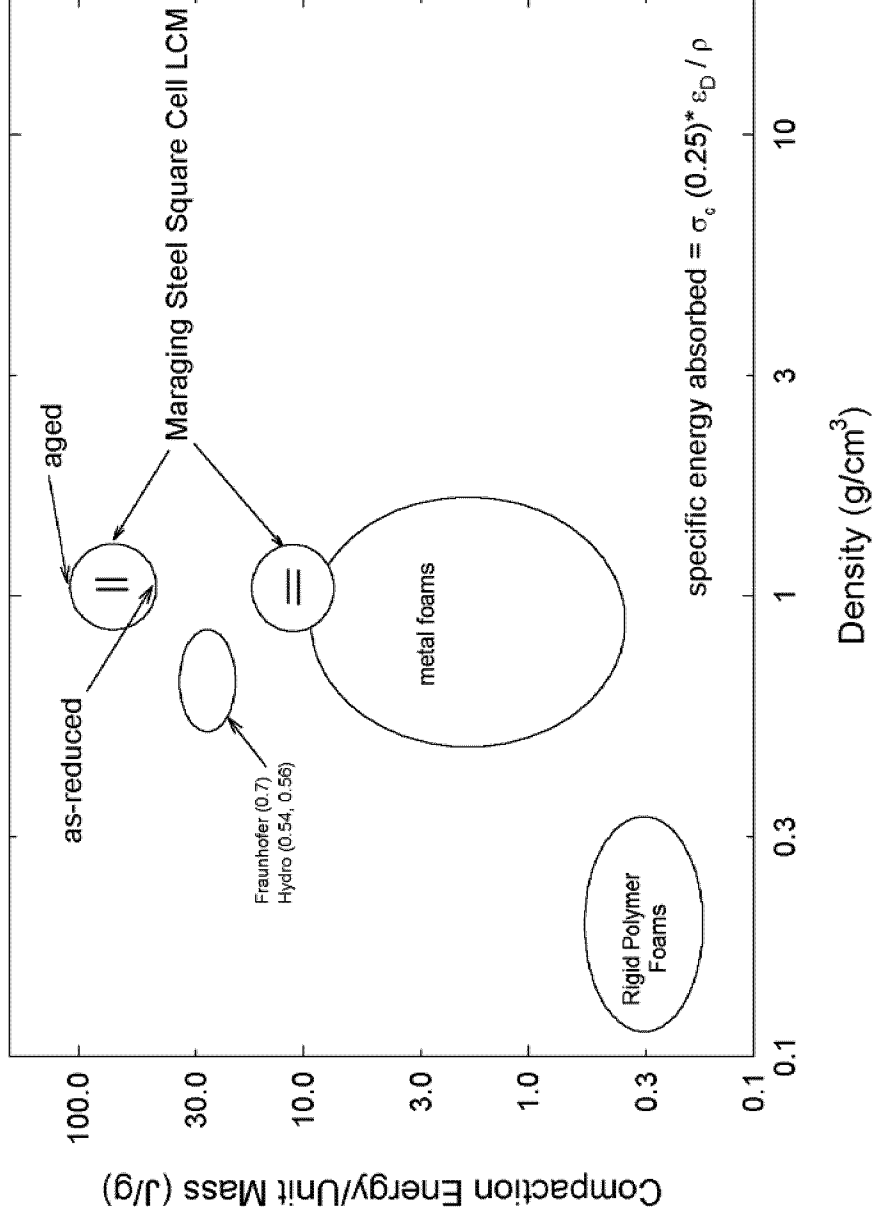 Compaction Energy/Unit Mass (J/g)
100.0
30.0
10.0
3.0
1.0
0.3
0.1
as-reduced
aged
Maraging Steel Square Cell LCM
||
=
Fraunhofer (0.7)
Hydro (0.54, 0.56)
metal foams
Rigid Polymer
Foams
specific energy absorbed = σc (0.25)* εD / ρ
0.1
0.3
1
3
10
Density (g/cm³)